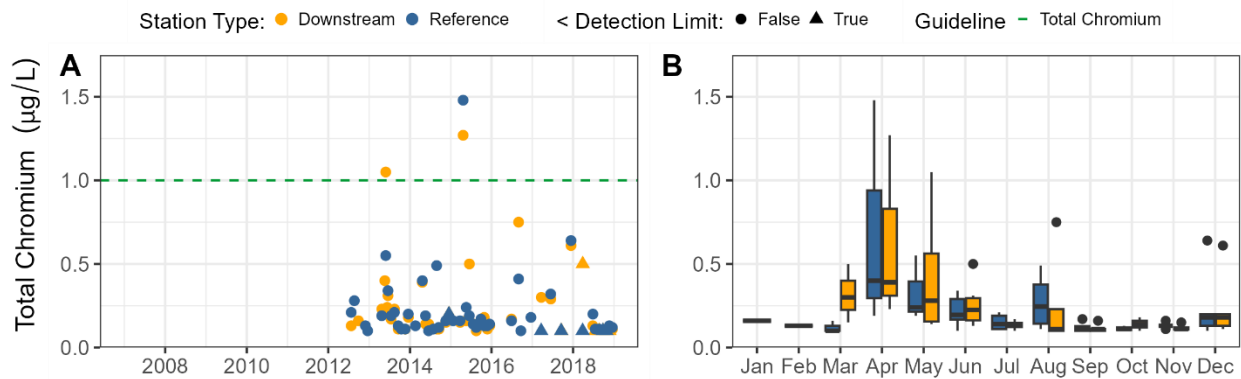 Station Type: Downstream Reference < Detection Limit: False True Guideline Total Chromium
A
B
Total Chromium (µg/L)
1.5
1.0
0.5
0.0
2008 2010 2012 2014 2016 2018
1.5
1.0
0.5
0.0
Jan Feb Mar Apr May Jun Jul Aug Sep Oct Nov Dec